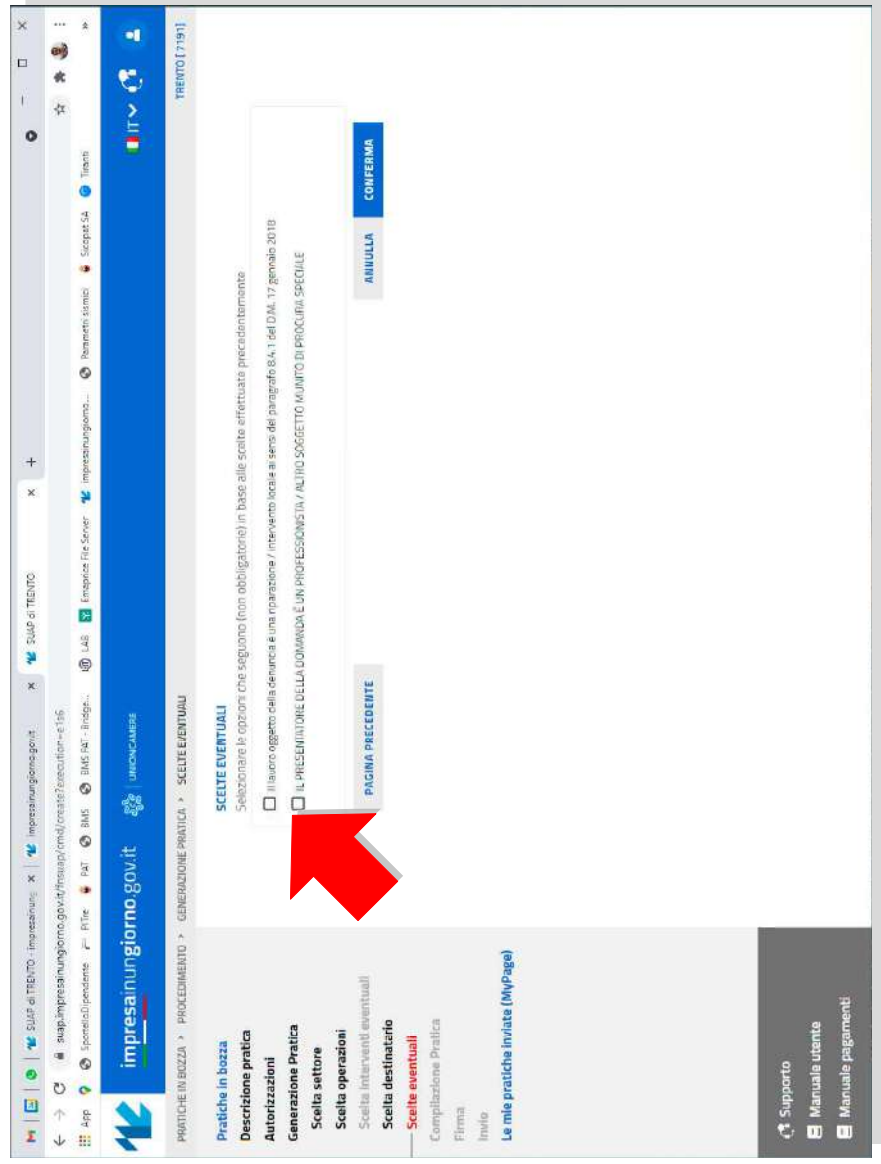 SUAP di TRENTO - impresainung
impresainungiorno.gov.it
SUAP di TRENTO
suap.impresainungiorno.gov.it/fnsuap/cmd/create?execution=e1s6
App
SportelloDipendente
PiTre
PAT
BMS
BMS PAT - Bridge...
LAB
Emaprice File Server
impresainungiorno...
Parametri sismici
Sicopat SA
Tiranti
»
impresainungiorno.gov.it
UNIONCAMERE
IT
PRATICHE IN BOZZA > PROCEDIMENTO > GENERAZIONE PRATICA > SCELTE EVENTUALI
TRENTO [ 7191]
Pratiche in bozza
Descrizione pratica
Autorizzazioni
Generazione Pratica
Scelta settore
Scelta operazioni
Scelta interventi eventuali
Scelta destinatario
Scelte eventuali
Compilazione Pratica
Firma
Invio
Le mie pratiche inviate (MyPage)
SCELTE EVENTUALI
Selezionare le opzioni che seguono (non obbligatorie) in base alle scelte effettuate precedentemente
Il lavoro oggetto della denuncia è una riparazione / intervento locale ai sensi del paragrafo 8.4.1 del D.M. 17 gennaio 2018
IL PRESENTATORE DELLA DOMANDA È UN PROFESSIONISTA / ALTRO SOGGETTO MUNITO DI PROCURA SPECIALE
PAGINA PRECEDENTE
ANNULLA
CONFERMA
Supporto
Manuale utente
Manuale pagamenti